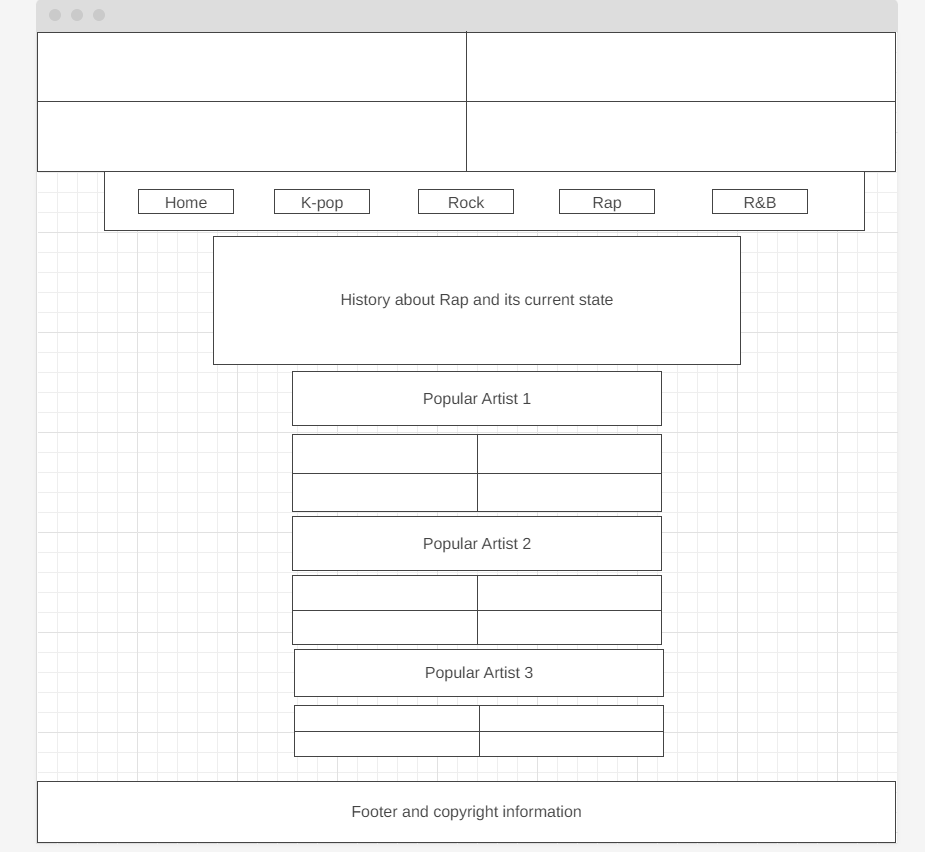 Home
K-pop
Rock
Rap
R&B
History about Rap and its current state
Popular Artist 1
Popular Artist 2
Popular Artist 3
Footer and copyright information